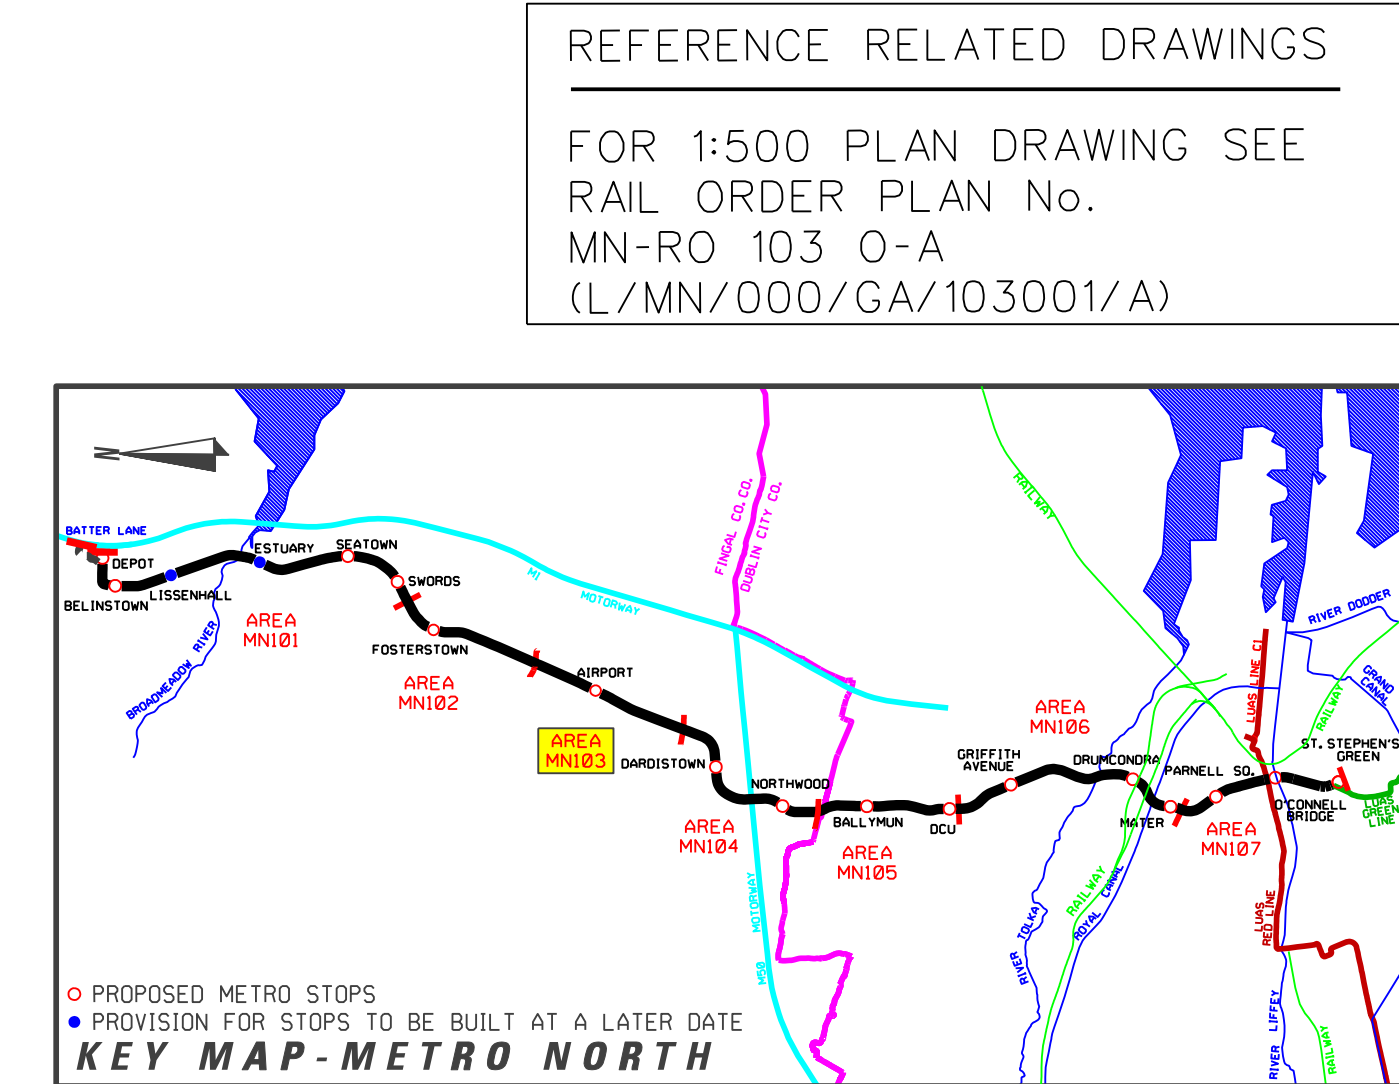 REFERENCE RELATED DRAWINGS
FOR 1:500 PLAN DRAWING SEE
RAIL ORDER PLAN No.
MN-RO 103 O-A
(L/MN/000/GA/103001/A)
BATTER LANE
DEPOT
BELINSTOWN
LISSENHALL
ESTUARY
SEATOWN
SWORDS
AREA
MN101
BROADMEADOW RIVER
FOSTERSTOWN
AREA
MN102
M1
MOTORWAY
FINGAL CO. CO.
DUBLIN CITY CO.
AIRPORT
AREA
MN103
DARDISTOWN
NORTHWOOD
AREA
MN104
MOTORWAY
M50
BALLYMUN
AREA
MN105
DCU
GRIFFITH
AVENUE
AREA
MN106
RAILWAY
DRUMCONDRA
MATER
PARNELL SQ.
AREA
MN107
RAILWAY
ROYAL CANAL
RIVER TOLKA
LUAS LINE C1
RIVER DODDER
GRAND
CANAL
RAILWAY
ST. STEPHEN'S
GREEN
O'CONNELL
BRIDGE
LUAS
GREEN
LINE
LUAS
RED LINE
RIVER LIFFEY
RAILWAY
PROPOSED METRO STOPS
PROVISION FOR STOPS TO BE BUILT AT A LATER DATE
KEY MAP-METRO NORTH